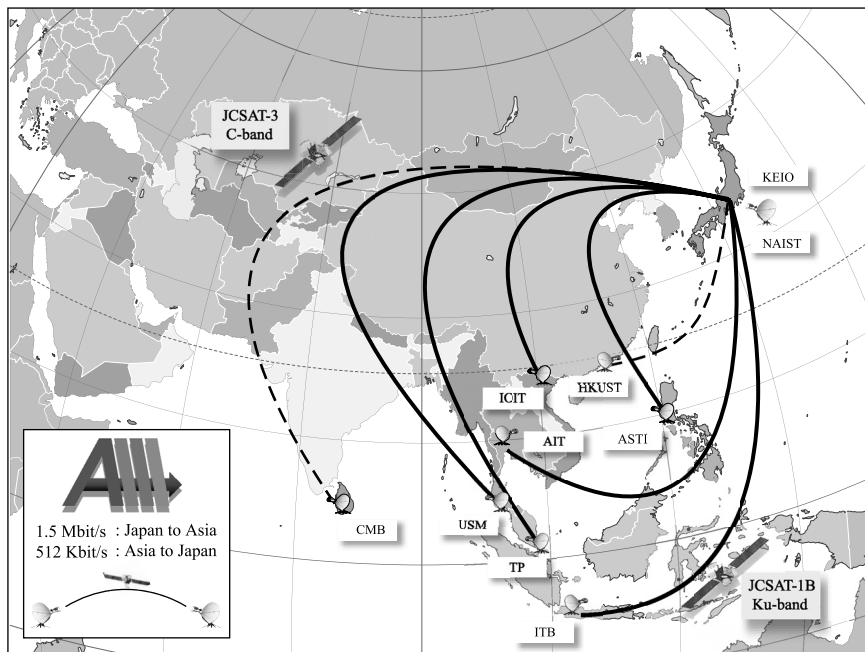 JCSAT-3
C-band
KEIO
NAIST
ICIT
HKUST
AIT
ASTI
CMB
USM
TP
ITB
JCSAT-1B
Ku-band
AIII
1.5 Mbit/s : Japan to Asia
512 Kbit/s : Asia to Japan